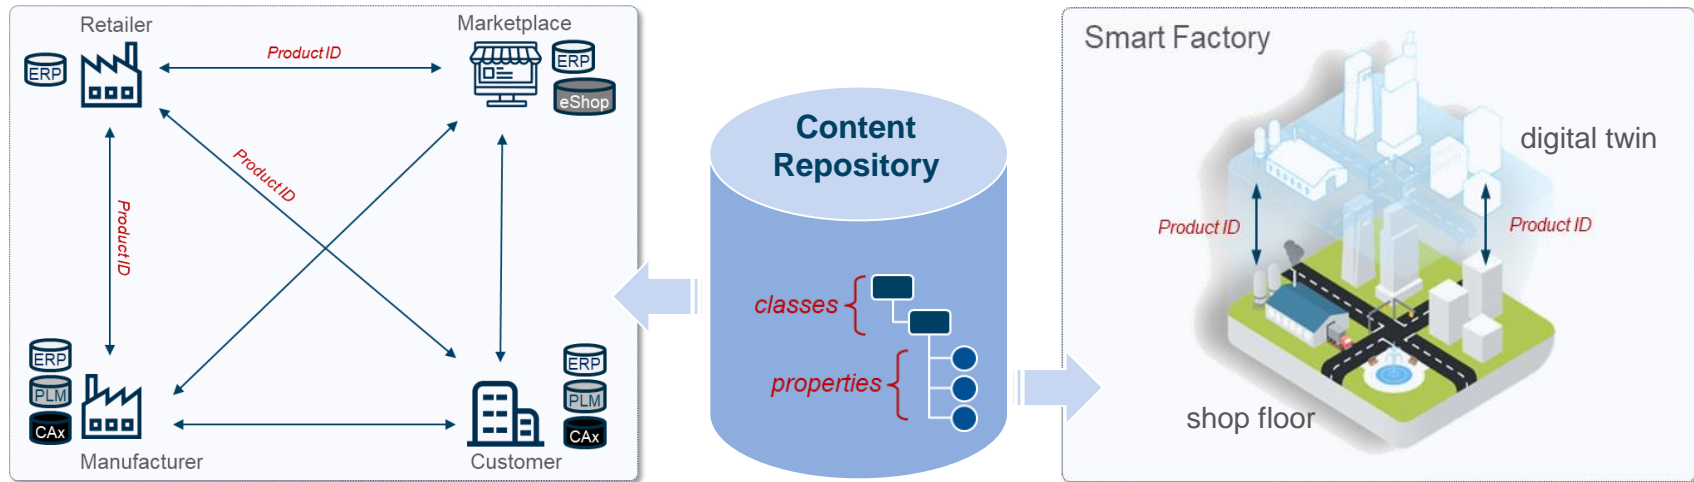 Retailer
Marketplace
ERP
Product ID
ERP
eShop
Product ID
Product ID
ERP
PLM
CAx
ERP
PLM
CAx
Manufacturer
Customer
Content
Repository
classes
properties
Smart Factory
digital twin
Product ID
Product ID
shop floor